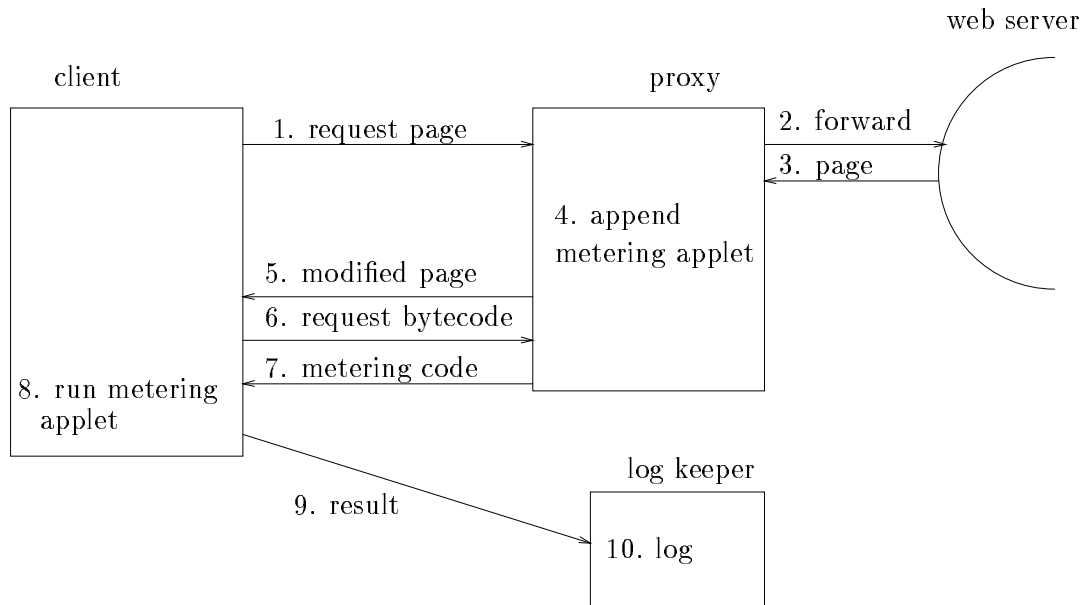 web server
client
proxy
1. request page
2. forward
3. page
4. append
metering applet
5. modified page
6. request bytecode
7. metering code
8. run metering
applet
log keeper
9. result
10. log